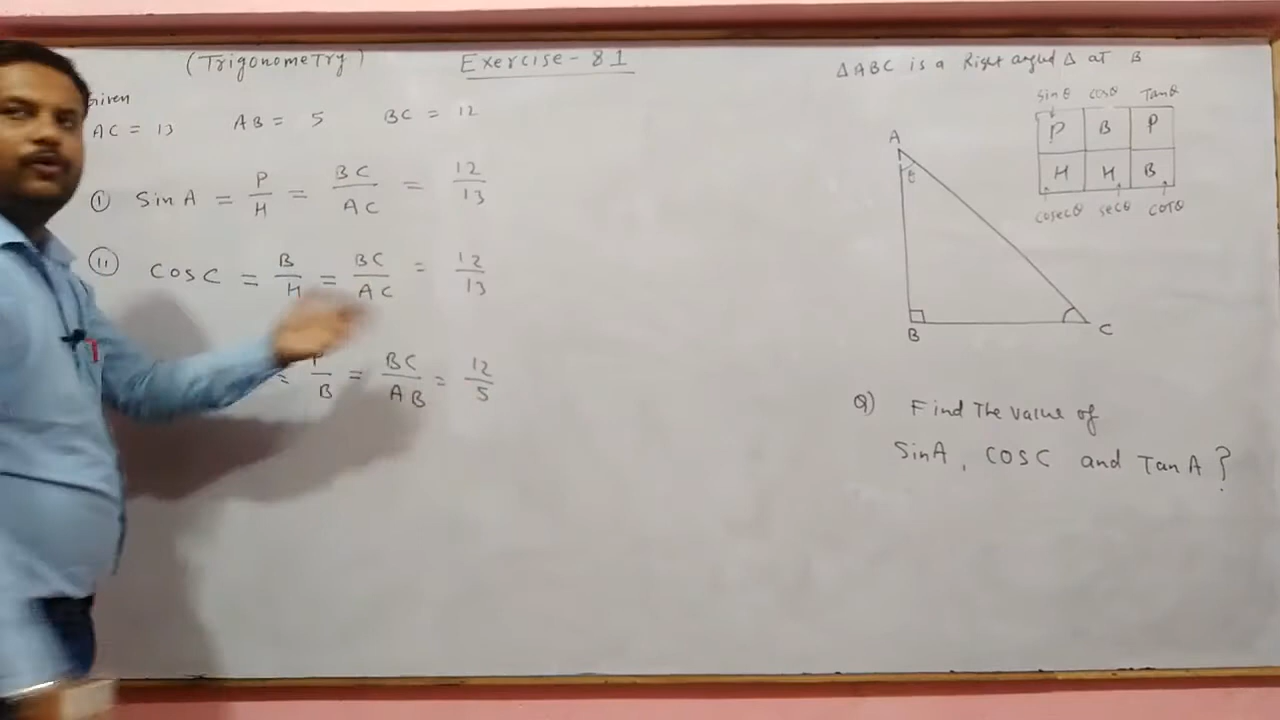 (Trigonometry) Exercise - 8.1
Given
AC = 13 AB = 5 BC = 12
(i) Sin A = P/H = BC/AC = 12/13
(ii) COS C = B/H = BC/AC = 12/13
= P/B = BC/AB = 12/5
ΔABC is a Right angled Δ at B
Sinθ Cosθ Tanθ
P B P
H H B
Cosecθ Secθ COTθ
A
θ
B
C
Q) Find The value of
Sin A, COS C and Tan A?